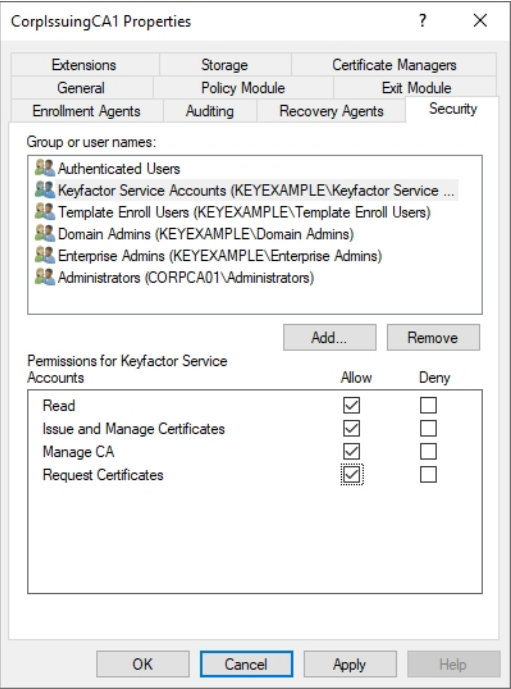 CorpIssuingCA1 Properties ? ×
Extensions Storage Certificate Managers
General Policy Module Exit Module
Enrollment Agents Auditing Recovery Agents Security
Group or user names:
Authenticated Users
Keyfactor Service Accounts (KEYEXAMPLE\Keyfactor Service ...
Template Enroll Users (KEYEXAMPLE\Template Enroll Users)
Domain Admins (KEYEXAMPLE\Domain Admins)
Enterprise Admins (KEYEXAMPLE\Enterprise Admins)
Administrators (CORPCA01\Administrators)
Add... Remove
Permissions for Keyfactor Service
Accounts Allow Deny
Read
Issue and Manage Certificates
Manage CA
Request Certificates
OK Cancel Apply Help